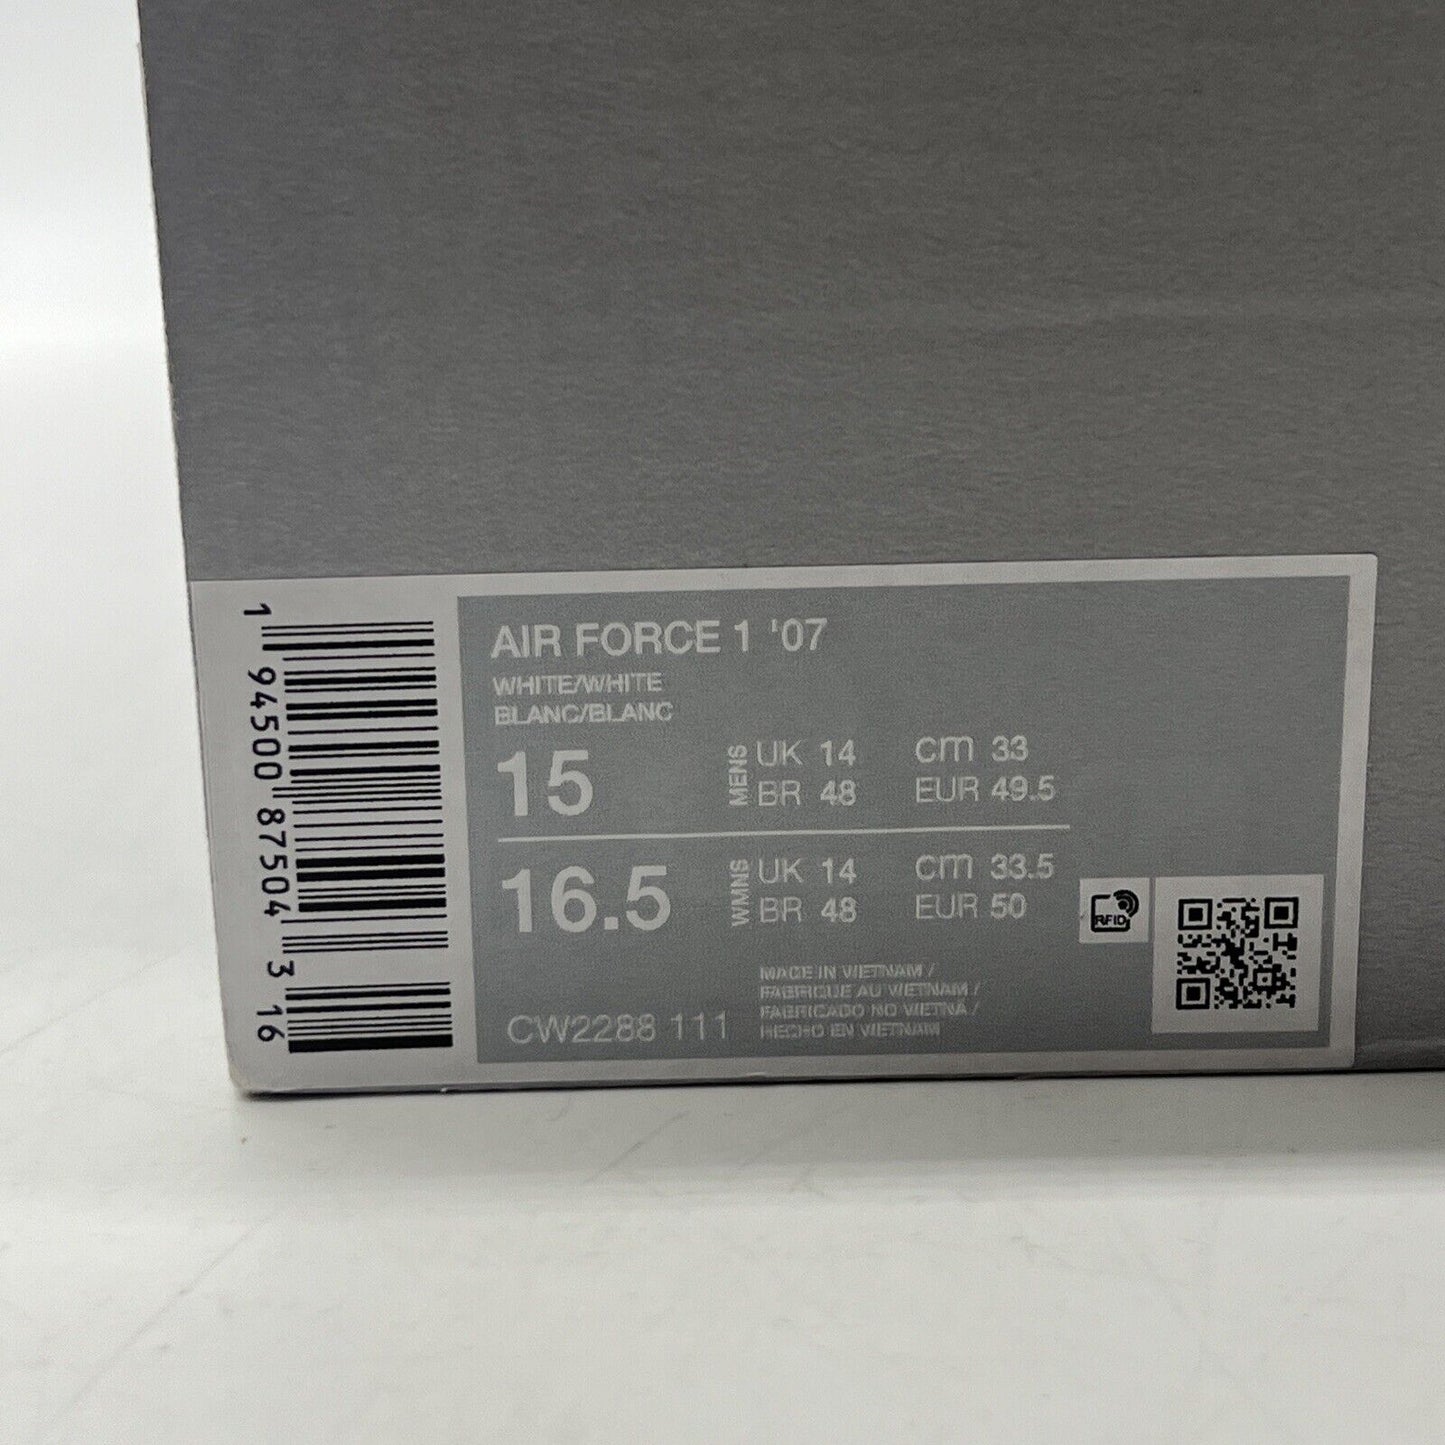 1 94500 87504 3 16
AIR FORCE 1 '07
WHITE/WHITE
BLANC/BLANC
15 MENS UK 14 cm 33
BR 48 EUR 49.5
16.5 WMNS UK 14 cm 33.5
BR 48 EUR 50
RFID
MADE IN VIETNAM /
FABRIQUE AU VIETNAM /
FABRICADO NO VIETNÃ /
HECHO EN VIETNAM
CW2288 111